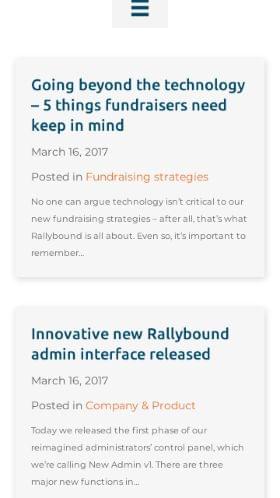 Going beyond the technology
– 5 things fundraisers need
keep in mind
March 16, 2017
Posted in Fundraising strategies
No one can argue technology isn't critical to our
new fundraising strategies – after all, that's what
Rallybound is all about. Even so, it's important to
remember...
Innovative new Rallybound
admin interface released
March 16, 2017
Posted in Company & Product
Today we released the first phase of our
reimagined administrators' control panel, which
we're calling New Admin v1. There are three
major new functions in...